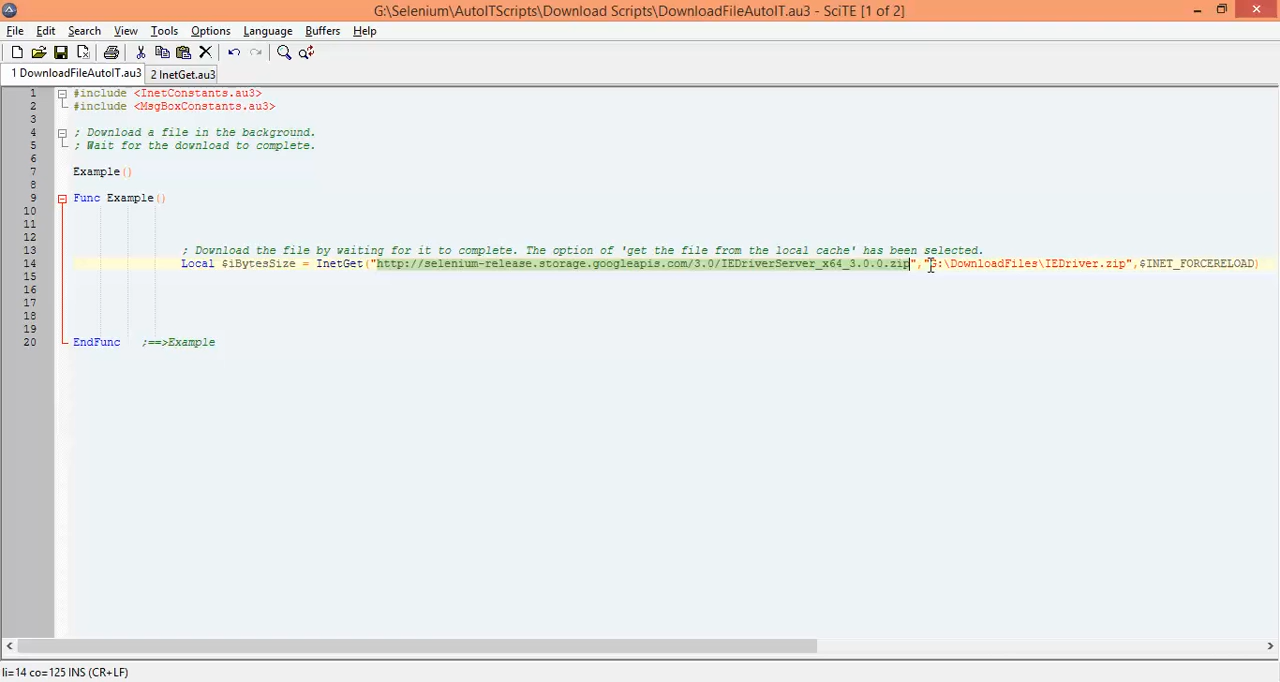 G:\Selenium\AutoITScripts\Download Scripts\DownloadFileAutoIT.au3 - SciTE [1 of 2]
File Edit Search View Tools Options Language Buffers Help
1 DownloadFileAutoIT.au3 2 InetGet.au3
1 #include <InetConstants.au3>
2 #include <MsgBoxConstants.au3>
3
4 ; Download a file in the background.
5 ; Wait for the download to complete.
6
7 Example()
8
9 Func Example()
10
11
12
13 ; Download the file by waiting for it to complete. The option of 'get the file from the local cache' has been selected.
14 Local $iBytesSize = InetGet("http://selenium-release.storage.googleapis.com/3.0/IEDriverServer_x64_3.0.0.zip","G:\DownloadFiles\IEDriver.zip",$INET_FORCERELOAD)
15
16
17
18
19
20 EndFunc ;==>Example
li=14 co=125 INS (CR+LF)